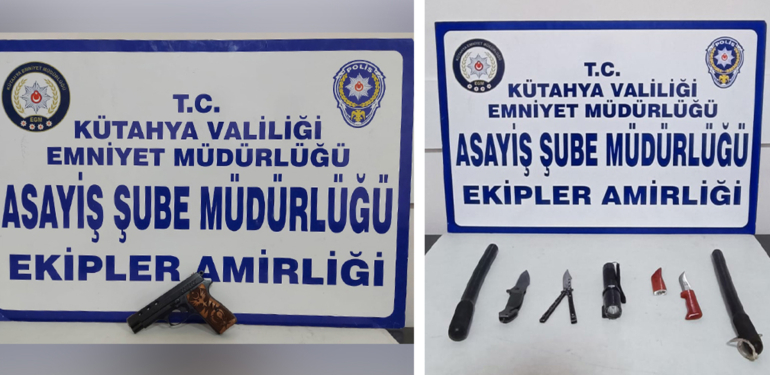 T.C.
KÜTAHYA VALİLİĞİ
EMNİYET MÜDÜRLÜĞÜ
ASAYİŞ ŞUBE MÜDÜRLÜĞÜ
EKİPLER AMİRLİĞİ
POLİS
EGM
T.C.
KÜTAHYA VALİLİĞİ
EMNİYET MÜDÜRLÜĞÜ
ASAYİŞ ŞUBE MÜDÜRLÜĞÜ
EKİPLER AMİRLİĞİ
POLİS